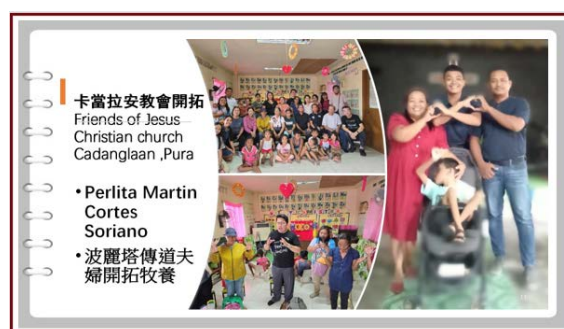 卡當拉安教會開拓
Friends of Jesus
Christian church
Cadanglaan ,Pura
•Perlita Martin
Cortes
Soriano
•波麗塔傳道夫
婦開拓牧養